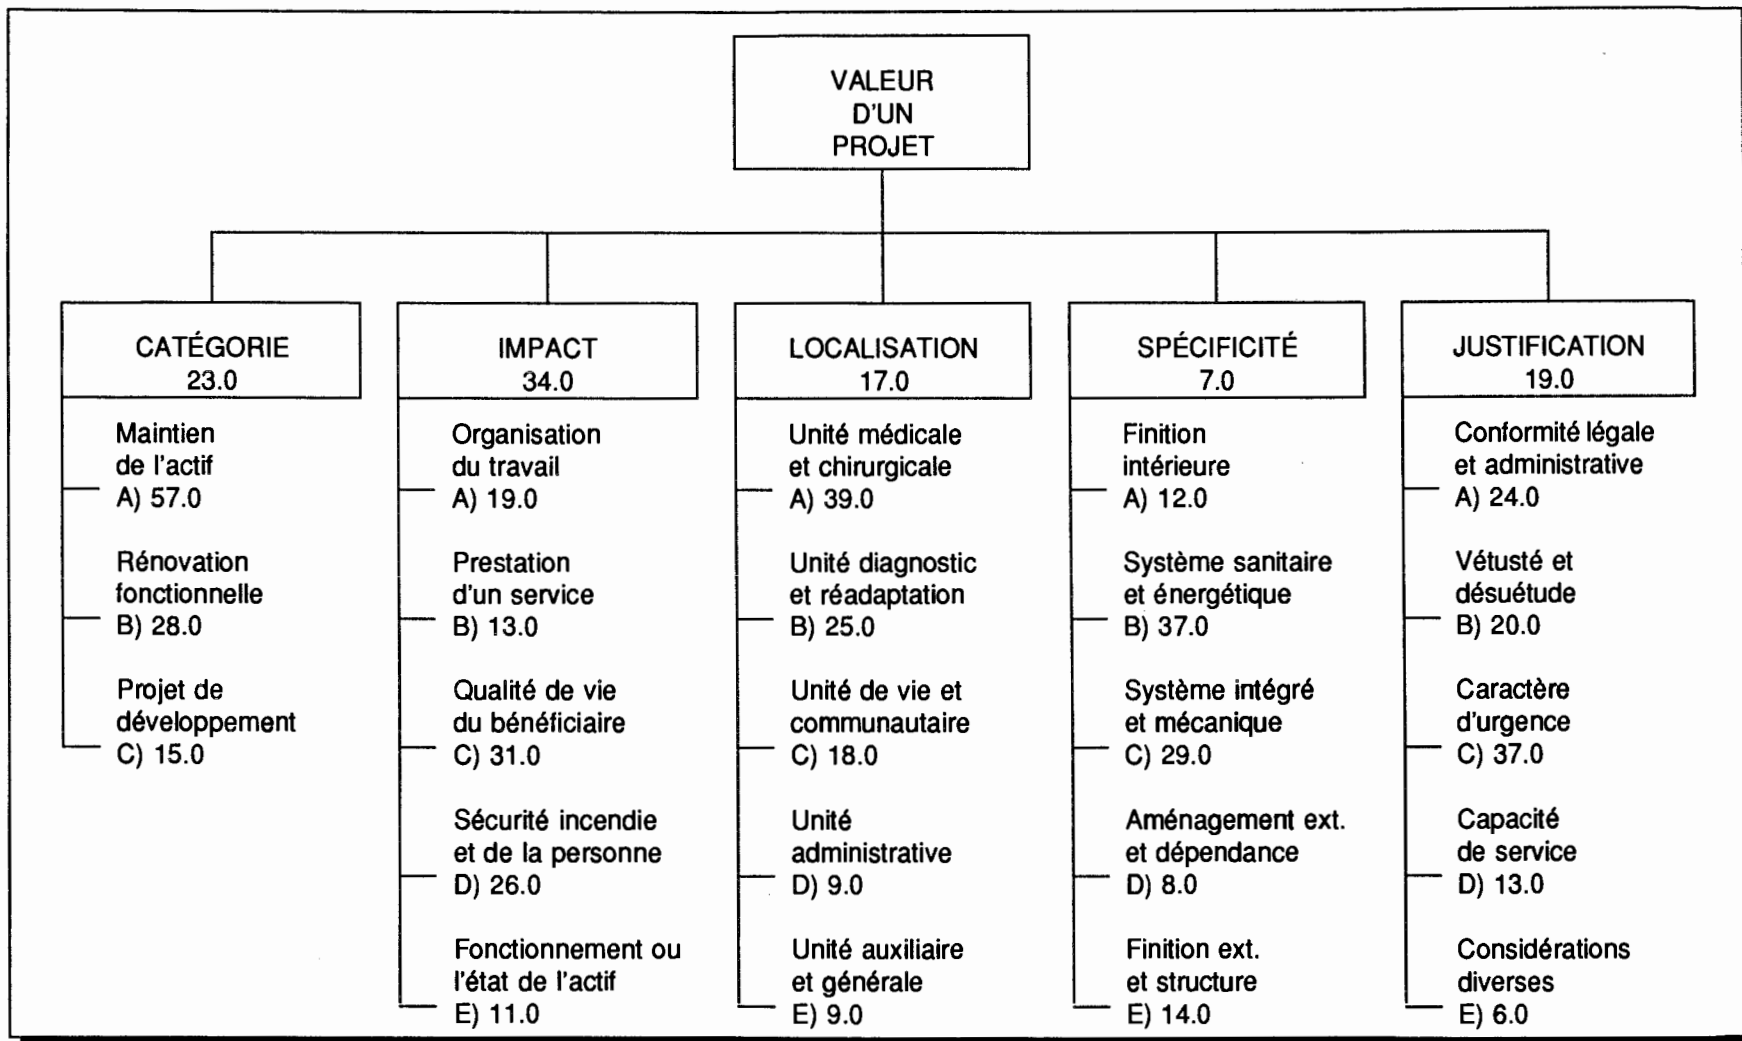 VALEUR
D'UN
PROJET
CATÉGORIE
23.0
Maintien
de l'actif
A) 57.0
Rénovation
fonctionnelle
B) 28.0
Projet de
développement
C) 15.0
IMPACT
34.0
Organisation
du travail
A) 19.0
Prestation
d'un service
B) 13.0
Qualité de vie
du bénéficiaire
C) 31.0
Sécurité incendie
et de la personne
D) 26.0
Fonctionnement ou
l'état de l'actif
E) 11.0
LOCALISATION
17.0
Unité médicale
et chirurgicale
A) 39.0
Unité diagnostic
et réadaptation
B) 25.0
Unité de vie et
communautaire
C) 18.0
Unité
administrative
D) 9.0
Unité auxiliaire
et générale
E) 9.0
SPÉCIFICITÉ
7.0
Finition
intérieure
A) 12.0
Système sanitaire
et énergétique
B) 37.0
Système intégré
et mécanique
C) 29.0
Aménagement ext.
et dépendance
D) 8.0
Finition ext.
et structure
E) 14.0
JUSTIFICATION
19.0
Conformité légale
et administrative
A) 24.0
Vétusté et
désuétude
B) 20.0
Caractère
d'urgence
C) 37.0
Capacité
de service
D) 13.0
Considérations
diverses
E) 6.0